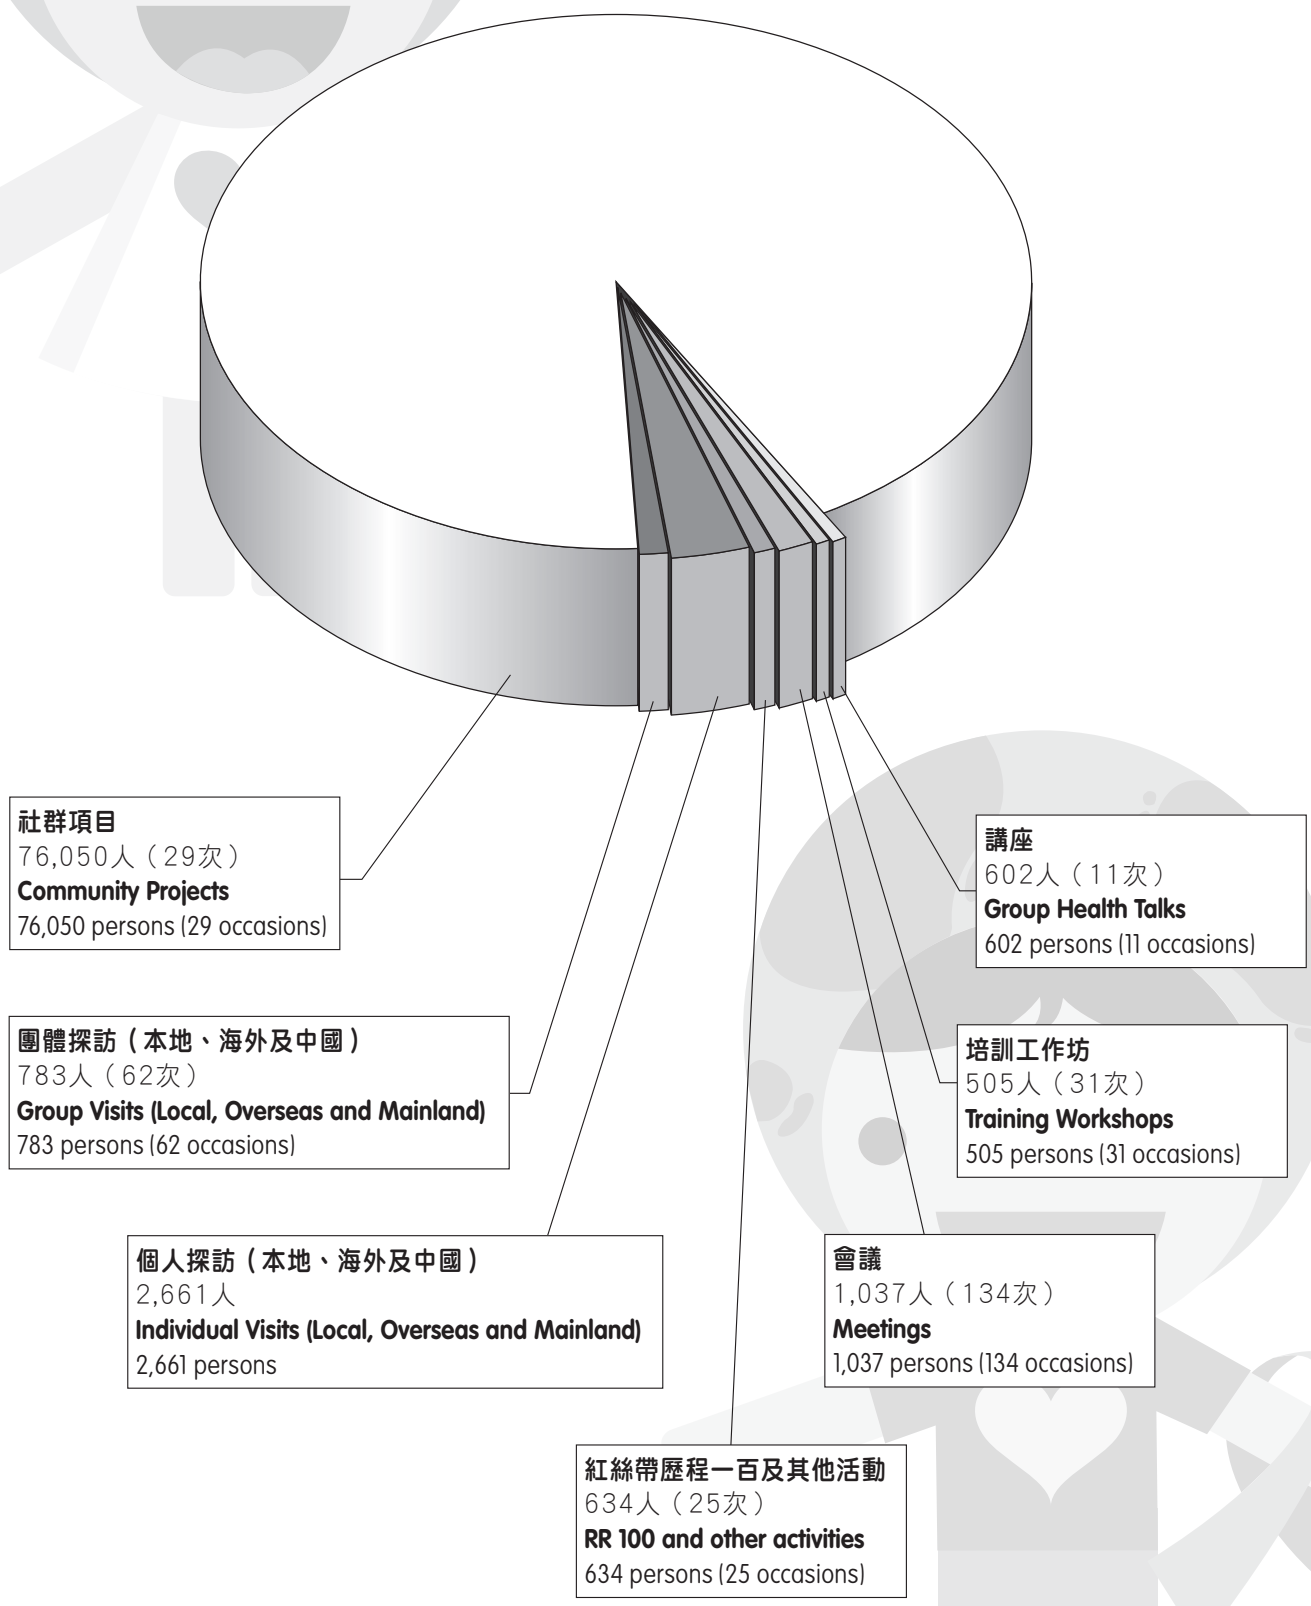 社群項目
76,050人（29次）
Community Projects
76,050 persons (29 occasions)
團體探訪（本地、海外及中國）
783人（62次）
Group Visits (Local, Overseas and Mainland)
783 persons (62 occasions)
個人探訪（本地、海外及中國）
2,661人
Individual Visits (Local, Overseas and Mainland)
2,661 persons
紅絲帶歷程一百及其他活動
634人（25次）
RR 100 and other activities
634 persons (25 occasions)
會議
1,037人（134次）
Meetings
1,037 persons (134 occasions)
培訓工作坊
505人（31次）
Training Workshops
505 persons (31 occasions)
講座
602人（11次）
Group Health Talks
602 persons (11 occasions)